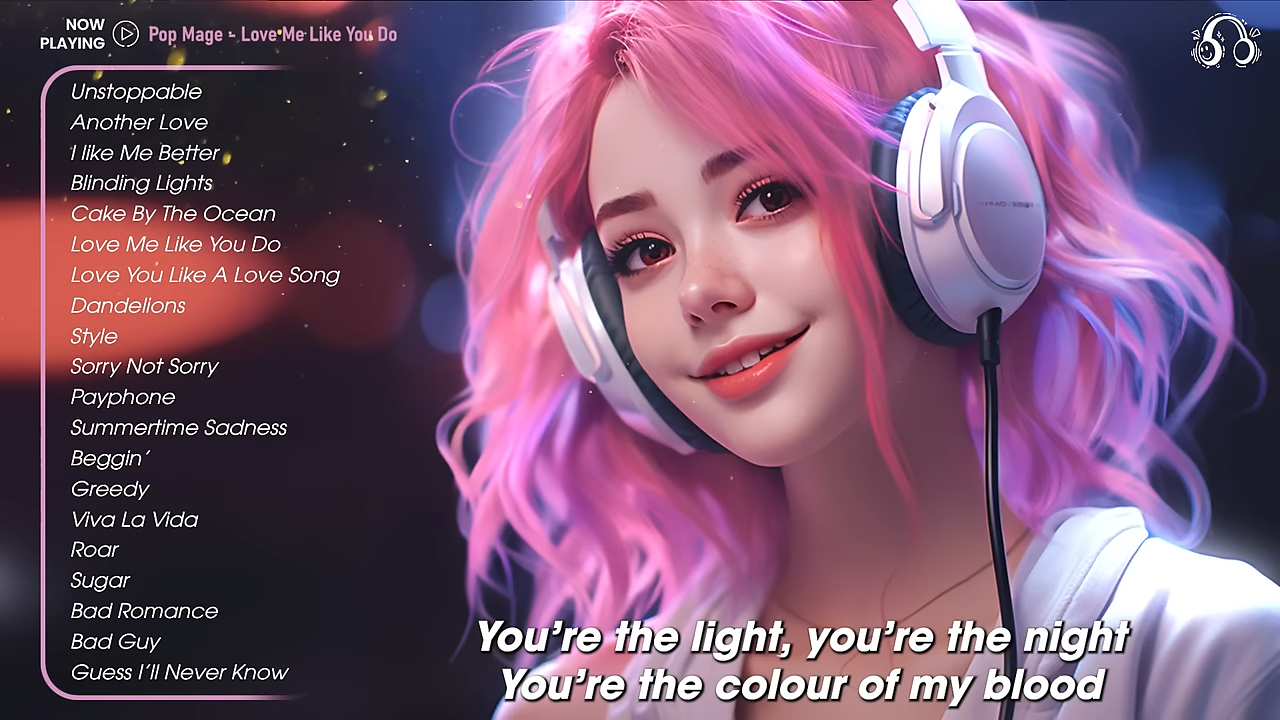 NOW
PLAYING
Pop Mage - Love Me Like You Do
Unstoppable
Another Love
I like Me Better
Blinding Lights
Cake By The Ocean
Love Me Like You Do
Love You Like A Love Song
Dandelions
Style
Sorry Not Sorry
Payphone
Summertime Sadness
Beggin’
Greedy
Viva La Vida
Roar
Sugar
Bad Romance
Bad Guy
Guess I’ll Never Know
You’re the light, you’re the night
You’re the colour of my blood